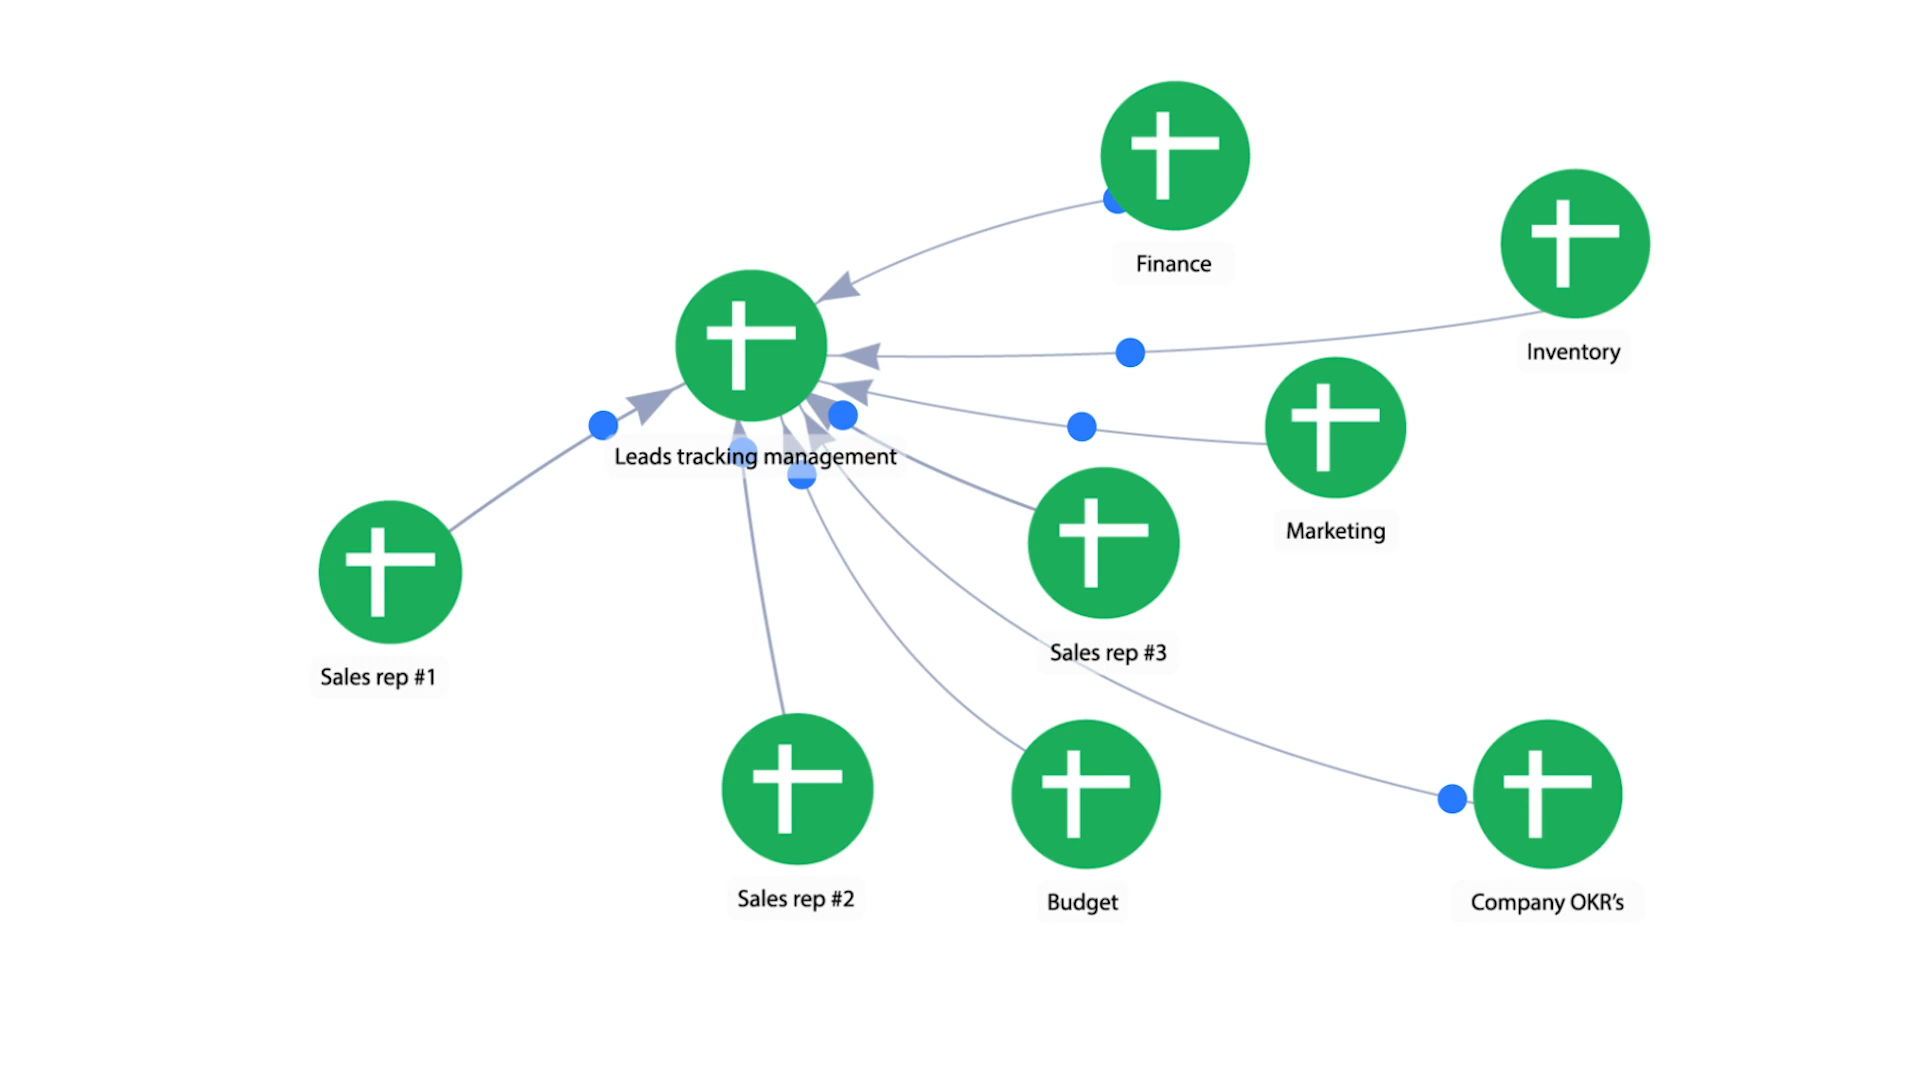 Finance
Inventory
Leads tracking management
Marketing
Sales rep #3
Sales rep #1
Sales rep #2
Budget
Company OKR’s